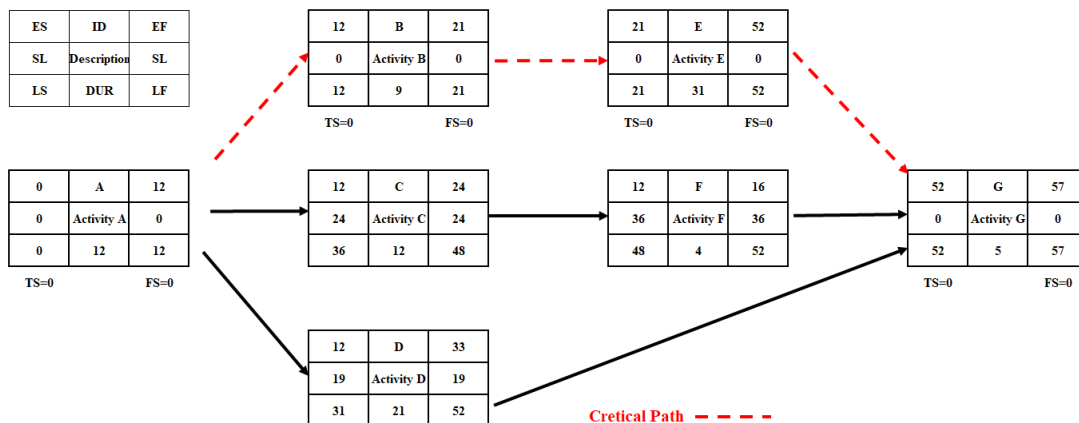 ES ID EF
SL Description SL
LS DUR LF
12 B 21
0 Activity B 0
12 9 21
TS=0 FS=0
21 E 52
0 Activity E 0
21 31 52
TS=0 FS=0
0 A 12
0 Activity A 0
0 12 12
TS=0 FS=0
12 C 24
24 Activity C 24
36 12 48
12 F 16
36 Activity F 36
48 4 52
52 G 57
0 Activity G 0
52 5 57
TS=0 FS=0
12 D 33
19 Activity D 19
31 21 52
Cretical Path